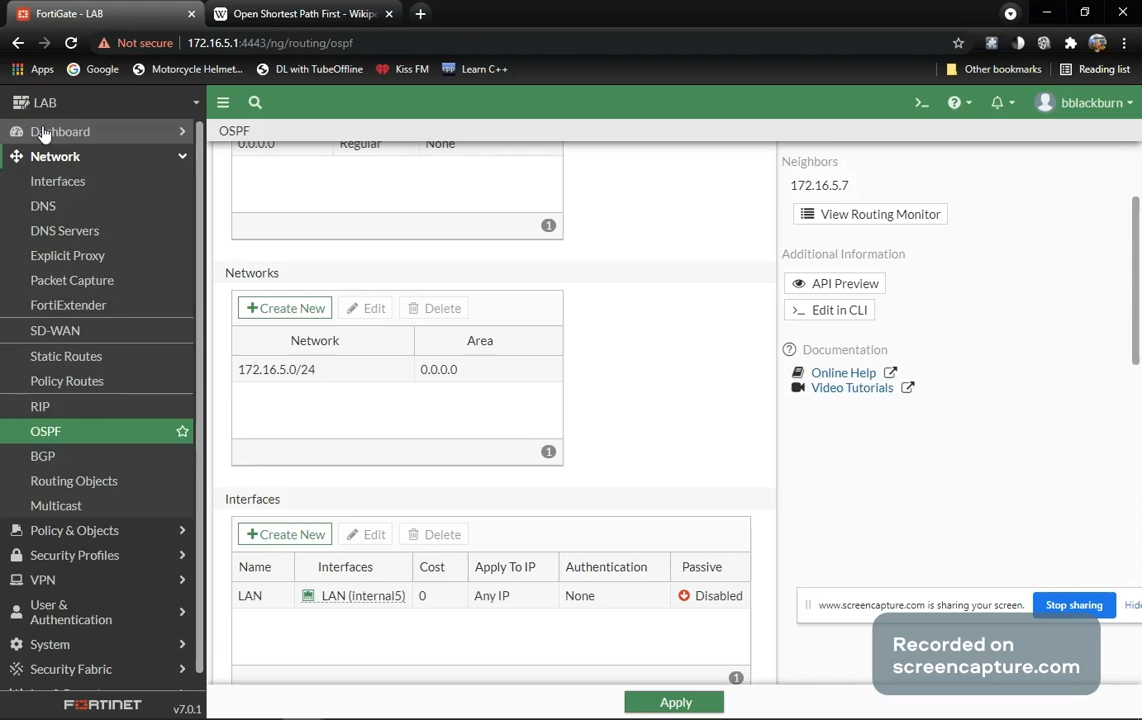 FortiGate - LAB
Open Shortest Path First - Wikipe
Not secure 172.16.5.1:4443/ng/routing/ospf
Apps Google Motorcycle Helmet... DL with TubeOffline Kiss FM Learn C++ Other bookmarks Reading list
LAB
bblackburn
Dashboard
Network
Interfaces
DNS
DNS Servers
Explicit Proxy
Packet Capture
FortiExtender
SD-WAN
Static Routes
Policy Routes
RIP
OSPF
BGP
Routing Objects
Multicast
Policy & Objects
Security Profiles
VPN
User &
Authentication
System
Security Fabric
FORTINET v7.0.1
OSPF
0.0.0.0 Regular None
1
Networks
Create New Edit Delete
Network Area
172.16.5.0/24 0.0.0.0
1
Interfaces
Create New Edit Delete
Name Interfaces Cost Apply To IP Authentication Passive
LAN LAN (internal5) 0 Any IP None Disabled
1
Apply
Neighbors
172.16.5.7
View Routing Monitor
Additional Information
API Preview
>_ Edit in CLI
Documentation
Online Help
Video Tutorials
www.screencapture.com is sharing your screen. Stop sharing Hide
Recorded on
screencapture.com